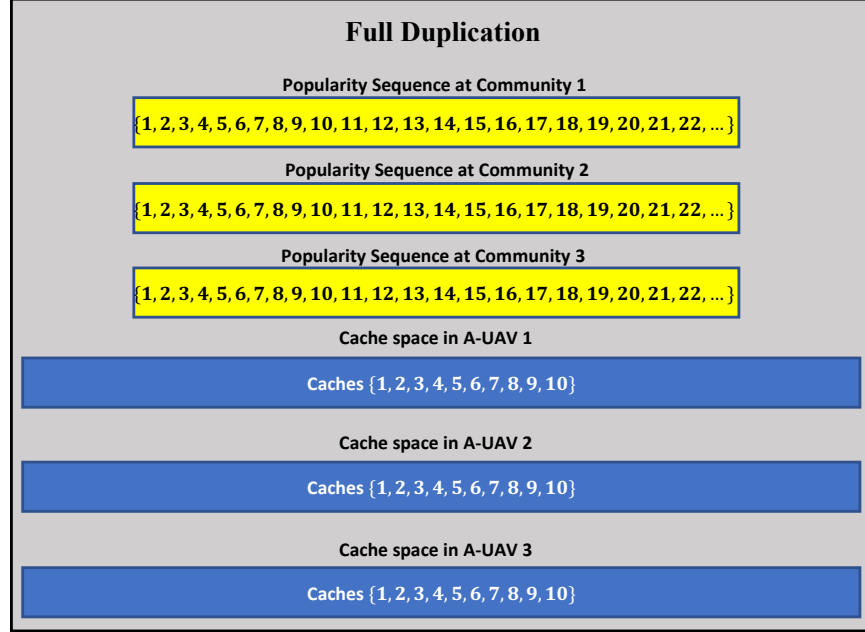 Full Duplication
Popularity Sequence at Community 1
{1, 2, 3, 4, 5, 6, 7, 8, 9, 10, 11, 12, 13, 14, 15, 16, 17, 18, 19, 20, 21, 22, ... }
Popularity Sequence at Community 2
{1, 2, 3, 4, 5, 6, 7, 8, 9, 10, 11, 12, 13, 14, 15, 16, 17, 18, 19, 20, 21, 22, ... }
Popularity Sequence at Community 3
{1, 2, 3, 4, 5, 6, 7, 8, 9, 10, 11, 12, 13, 14, 15, 16, 17, 18, 19, 20, 21, 22, ... }
Cache space in A-UAV 1
Caches {1, 2, 3, 4, 5, 6, 7, 8, 9, 10}
Cache space in A-UAV 2
Caches {1, 2, 3, 4, 5, 6, 7, 8, 9, 10}
Cache space in A-UAV 3
Caches {1, 2, 3, 4, 5, 6, 7, 8, 9, 10}